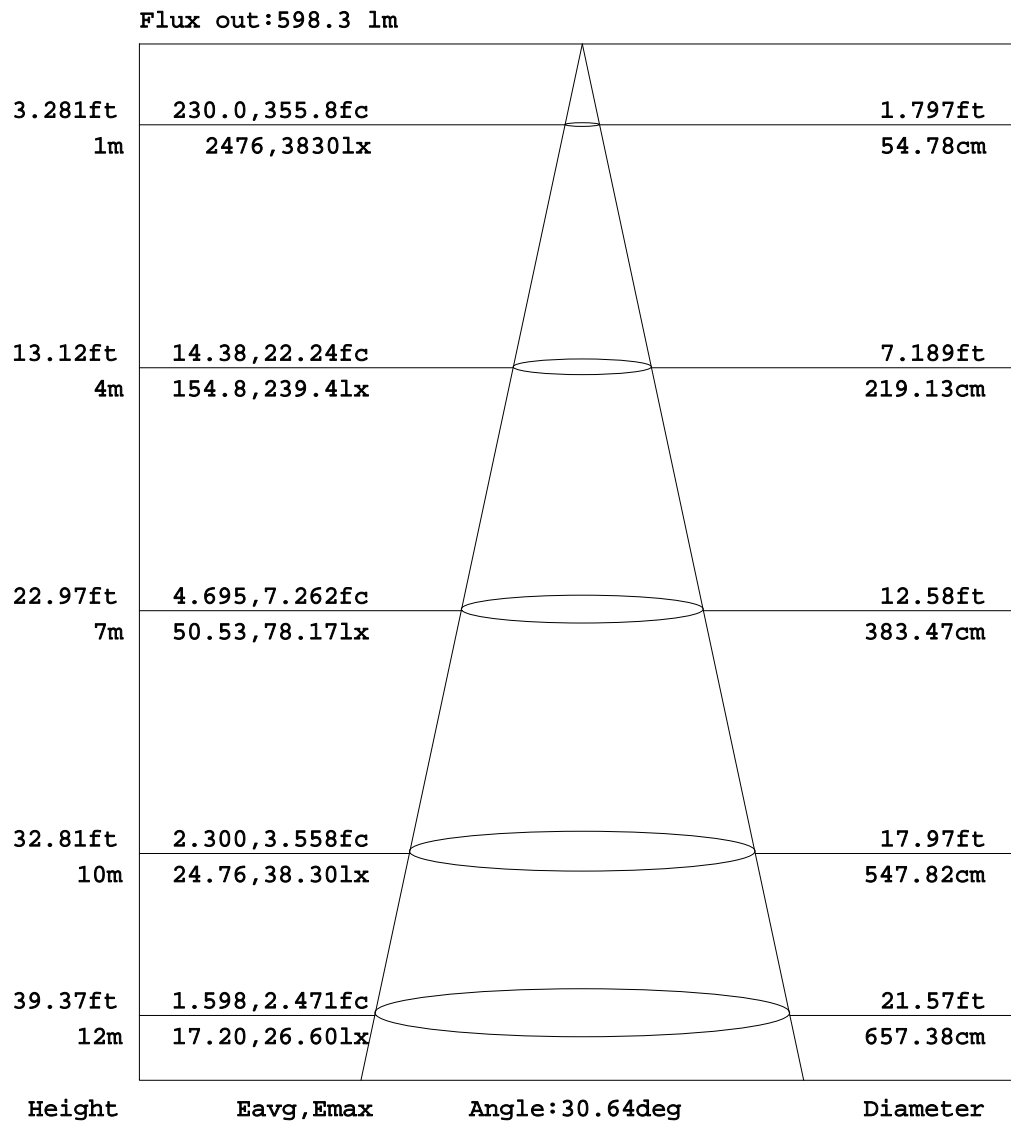 Flux out:598.3 lm
3.281ft 230.0,355.8fc 1.797ft
1m 2476,3830lx 54.78cm
13.12ft 14.38,22.24fc 7.189ft
4m 154.8,239.4lx 219.13cm
22.97ft 4.695,7.262fc 12.58ft
7m 50.53,78.17lx 383.47cm
32.81ft 2.300,3.558fc 17.97ft
10m 24.76,38.30lx 547.82cm
39.37ft 1.598,2.471fc 21.57ft
12m 17.20,26.60lx 657.38cm
Height Eavg,Emax Angle:30.64deg Diameter